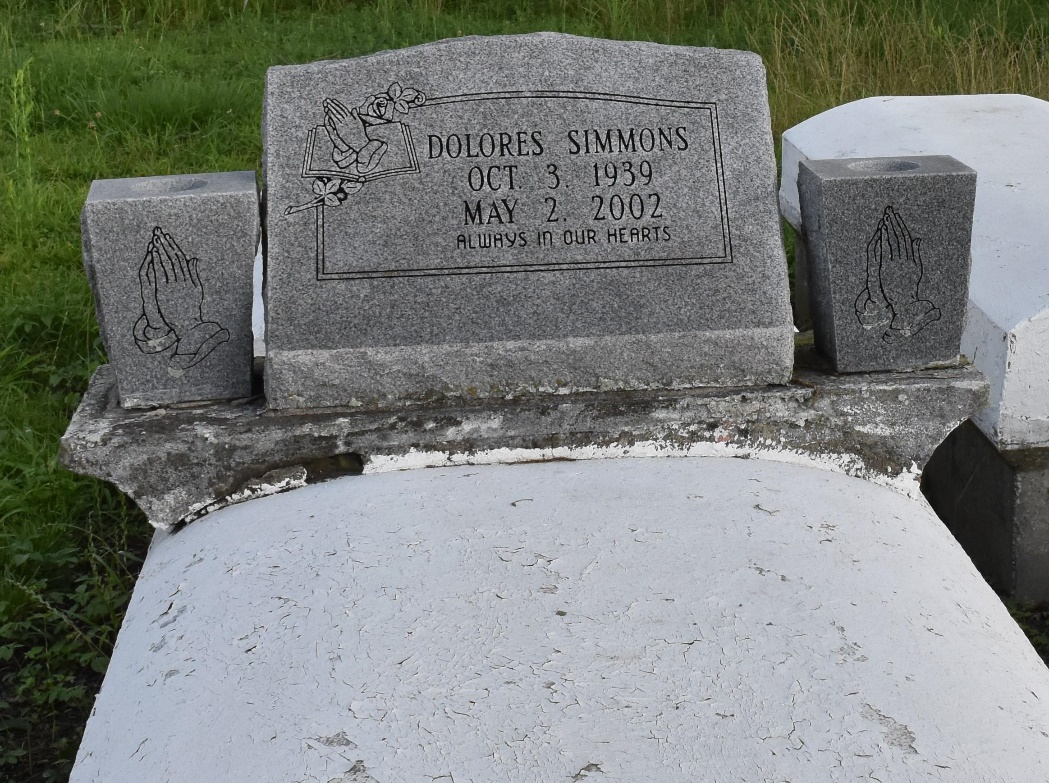 DOLORES SIMMONS
OCT. 3. 1939
MAY 2. 2002
ALWAYS IN OUR HEARTS